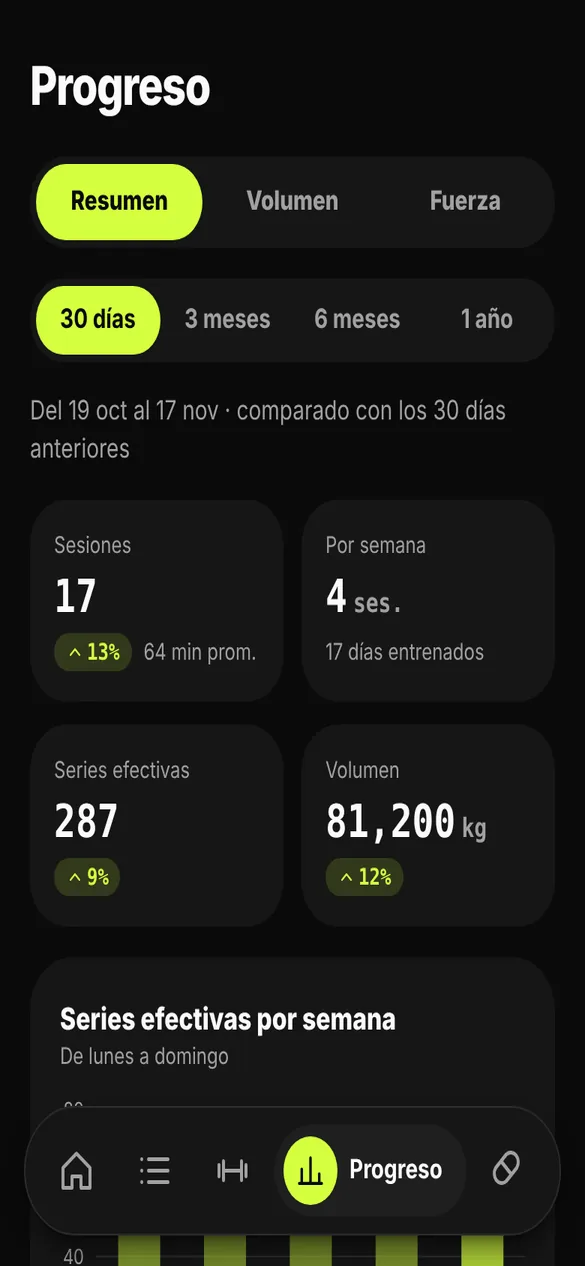 Progreso
Resumen Volumen Fuerza
30 días 3 meses 6 meses 1 año
Del 19 oct al 17 nov · comparado con los 30 días
anteriores
Sesiones
17
13% 64 min prom.
Por semana
4 ses.
17 días entrenados
Series efectivas
287
9%
Volumen
81,200 kg
12%
Series efectivas por semana
De lunes a domingo
Progreso
40